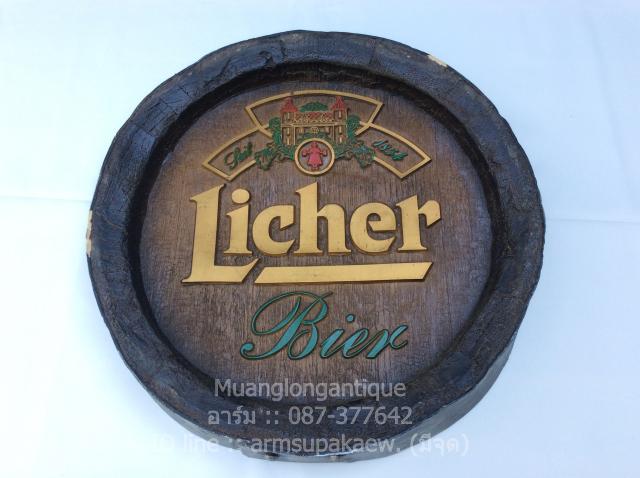 Seit 1854
Licher
Bier
Muanglongantique
อาร์ม :: 087-377642
line :: armsupakaew. (มีจุด)